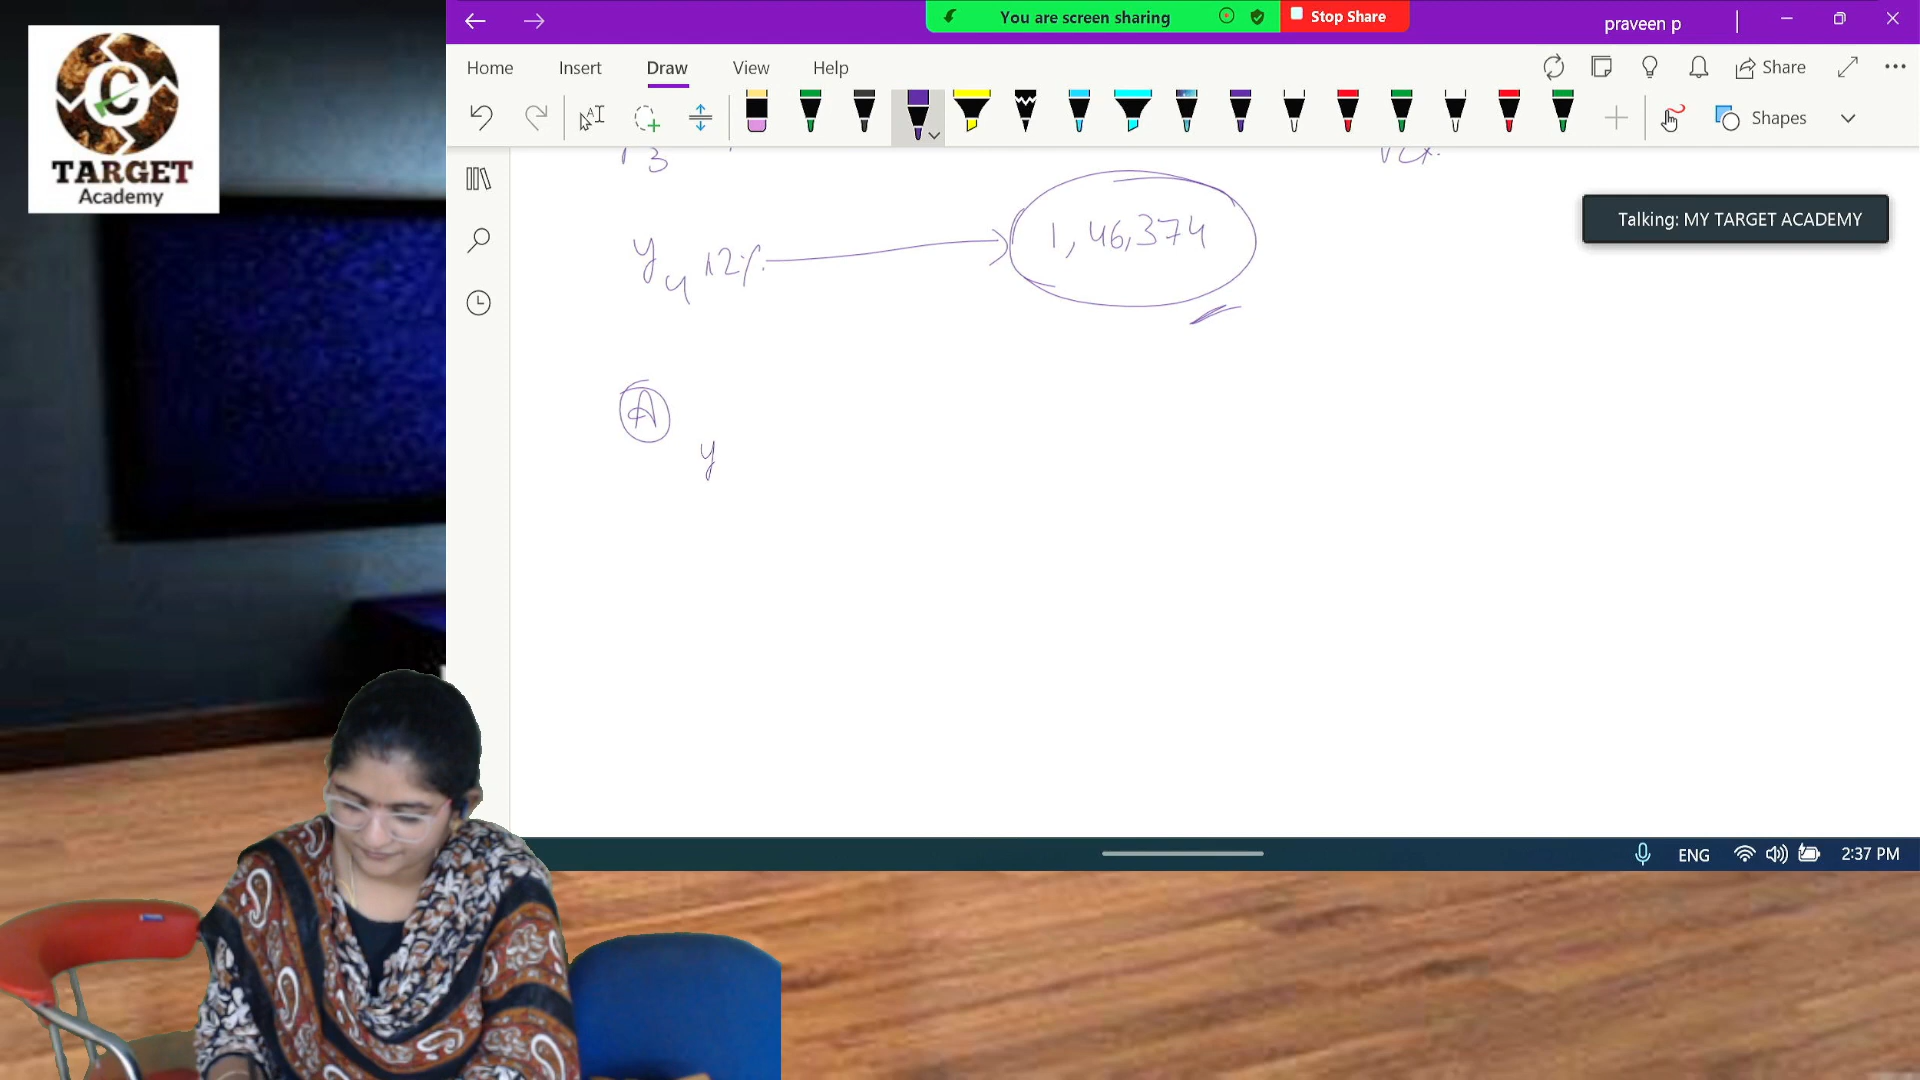 You are screen sharing
Stop Share
praveen p
Home Insert Draw View Help
Share
Shapes
C
TARGET
Academy
Talking: MY TARGET ACADEMY
1,46,374
y4 12%
A
y
ENG 2:37 PM